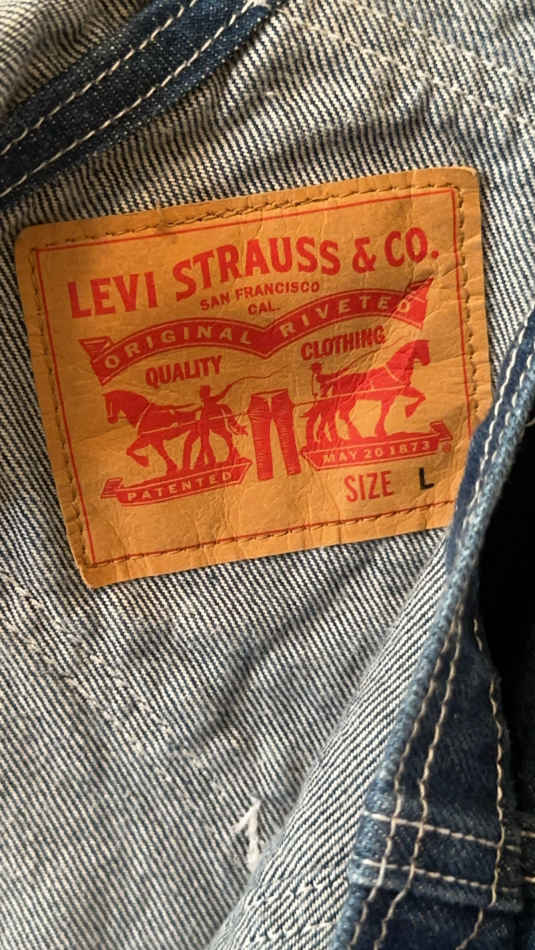 LEVI STRAUSS & CO.
SAN FRANCISCO
CAL.
ORIGINAL RIVETED
QUALITY CLOTHING
PATENTED MAY 20 1873
SIZE L